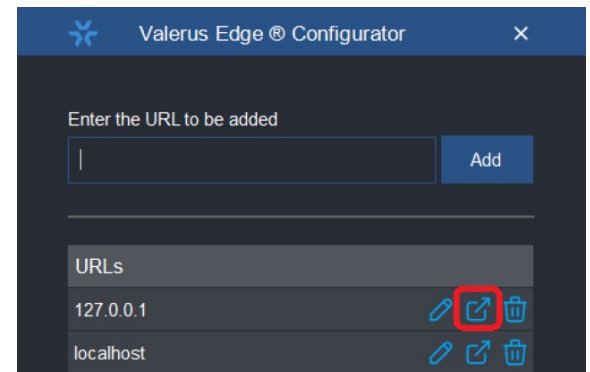 Valerus Edge ® Configurator
Enter the URL to be added
Add
URLs
127.0.0.1
localhost